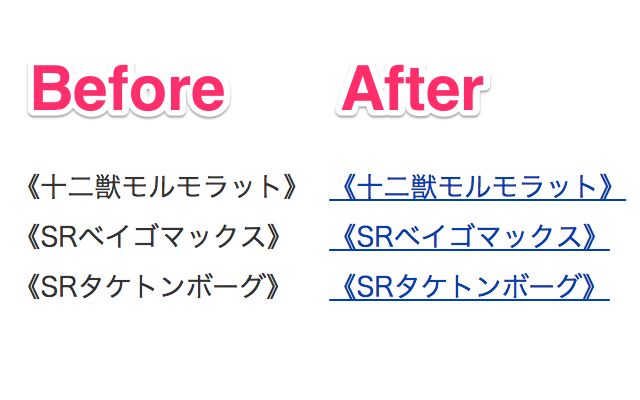 Before After
《十二獣モルモラット》 《十二獣モルモラット》
《SRベイゴマックス》 《SRベイゴマックス》
《SRタケトンボーグ》 《SRタケトンボーグ》